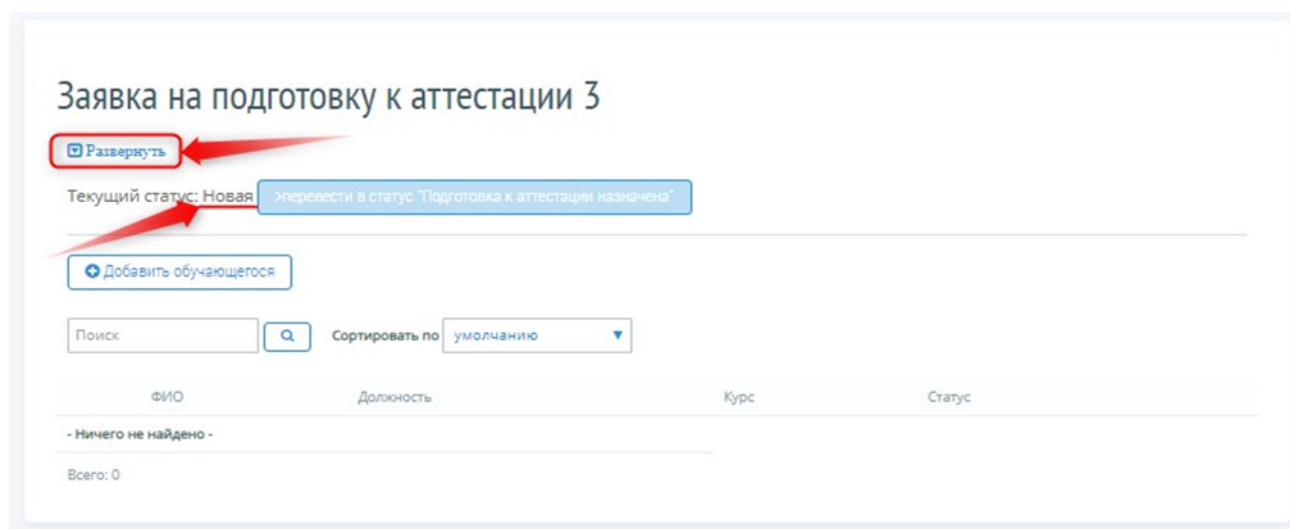 Заявка на подготовку к аттестации 3
Развернуть
Текущий статус: Новая >перевести в статус "Подготовка к аттестации назначена"
Добавить обучающегося
Поиск Сортировать по умолчанию
ФИО Должность Курс Статус
- Ничего не найдено -
Всего: 0